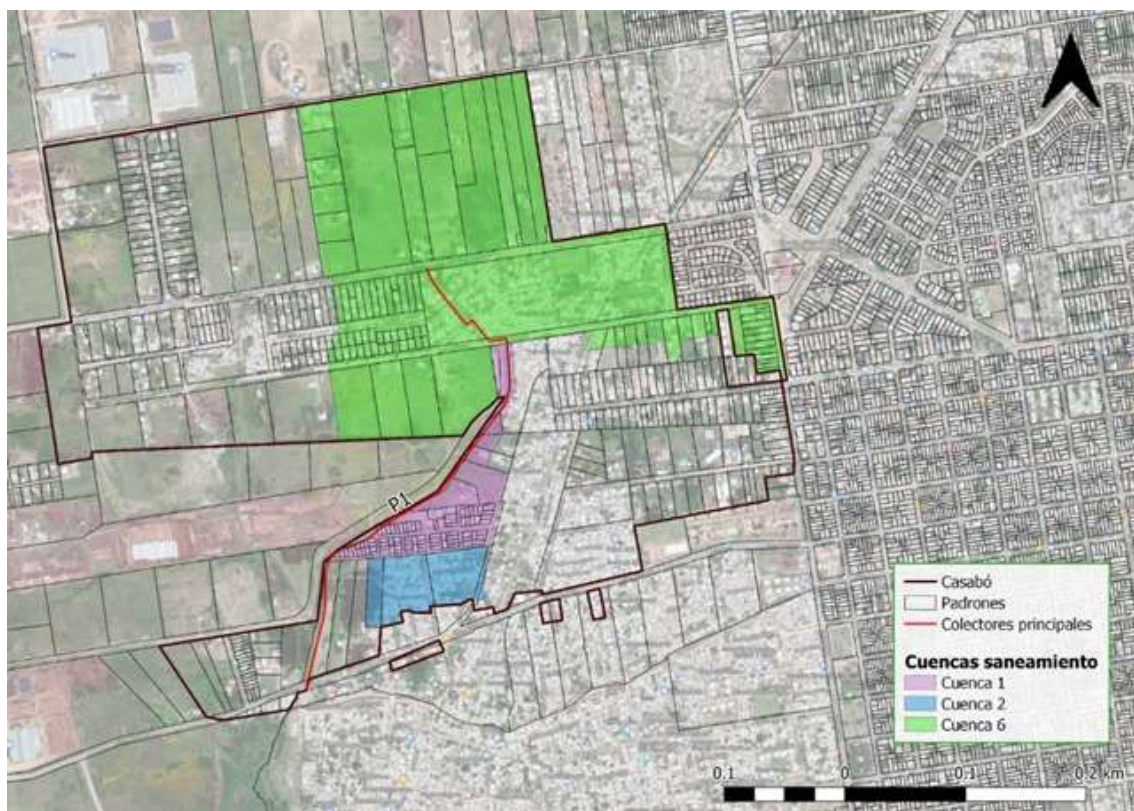 P1
Casabó
Padrones
Colectores principales
Cuencas saneamiento
Cuenca 1
Cuenca 2
Cuenca 6
0.1 0 0.1 0.2 km